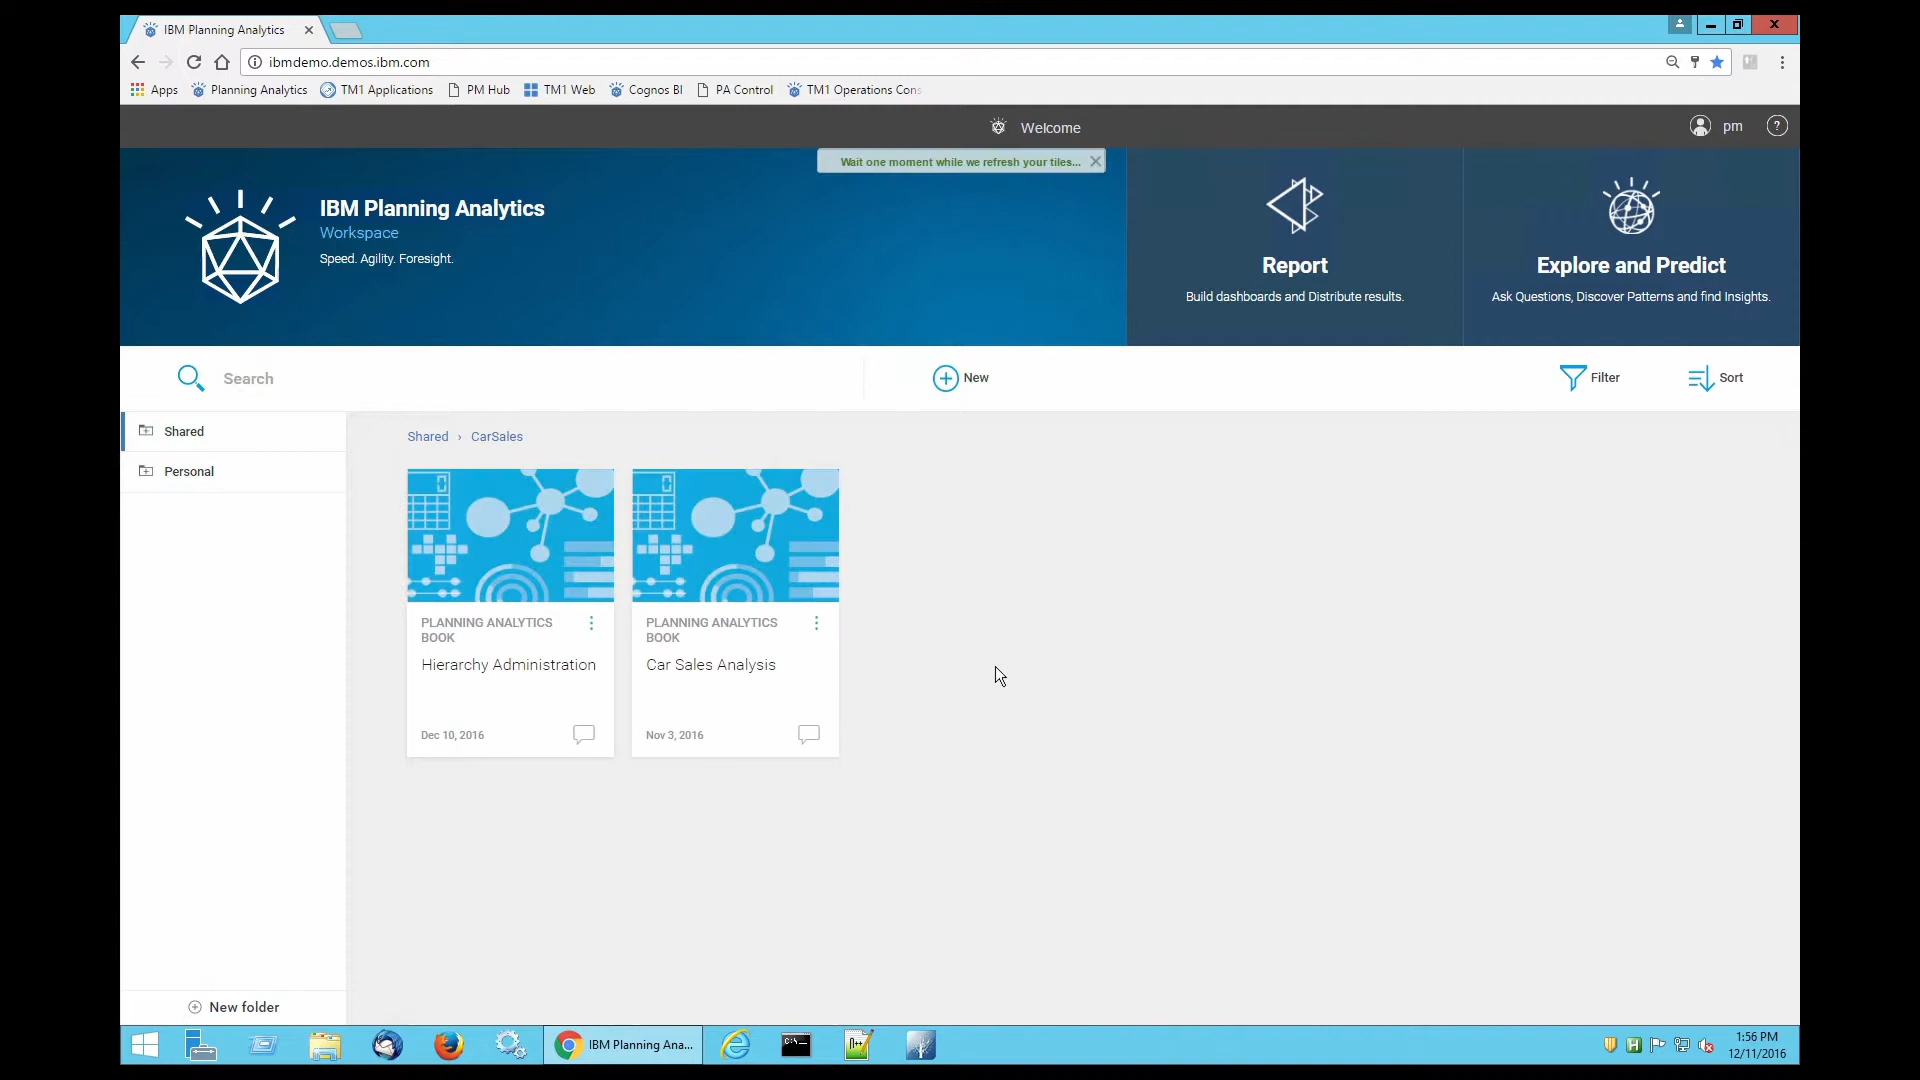 IBM Planning Analytics
ibmdemo.demos.ibm.com
Apps Planning Analytics TM1 Applications PM Hub TM1 Web Cognos BI PA Control TM1 Operations Cons
Welcome
pm
?
Wait one moment while we refresh your tiles...
IBM Planning Analytics
Workspace
Speed. Agility. Foresight.
Report
Build dashboards and Distribute results.
Explore and Predict
Ask Questions, Discover Patterns and find Insights.
Search
New
Filter
Sort
Shared
Personal
Shared › CarSales
0
PLANNING ANALYTICS
BOOK
Hierarchy Administration
Dec 10, 2016
0
PLANNING ANALYTICS
BOOK
Car Sales Analysis
Nov 3, 2016
New folder
IBM Planning Ana...
C:\_
N++
H
1:56 PM
12/11/2016